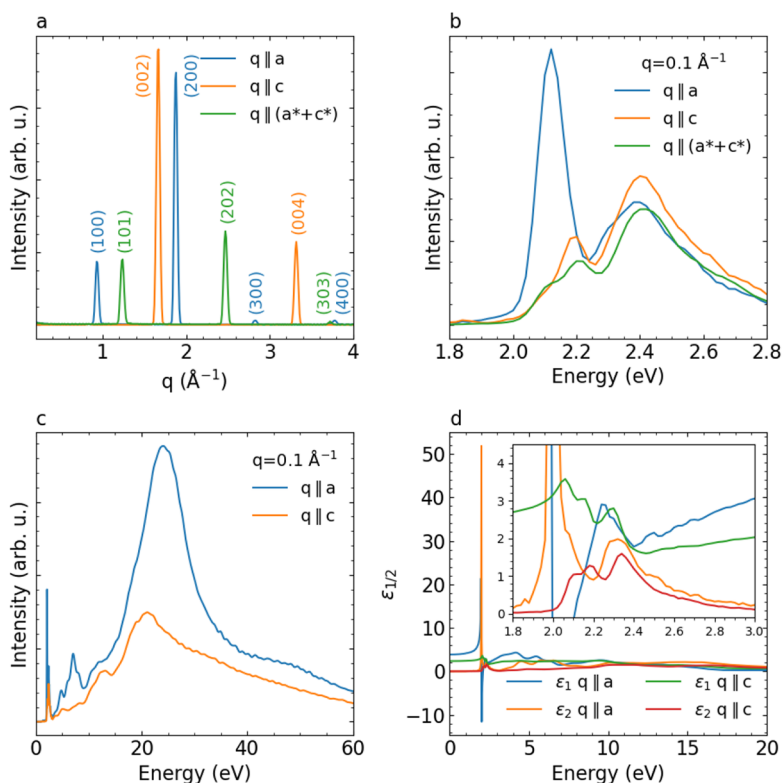 a
Intensity (arb. u.)
(100)
(101)
(002)
(200)
(202)
(300)
(004)
(303)
(400)
q∥a
q∥c
q∥(a*+c*)
1 2 3 4
q (Å⁻¹)
b
Intensity (arb. u.)
q=0.1 Å⁻¹
q∥a
q∥c
q∥(a*+c*)
1.8 2.0 2.2 2.4 2.6 2.8
Energy (eV)
c
Intensity (arb. u.)
q=0.1 Å⁻¹
q∥a
q∥c
0 20 40 60
Energy (eV)
d
ε1/2
50
40
30
20
10
0
−10
4
3
2
1
0
1.8 2.0 2.2 2.4 2.6 2.8 3.0
ε₁ q∥a ε₁ q∥c
ε₂ q∥a ε₂ q∥c
0 5 10 15 20
Energy (eV)